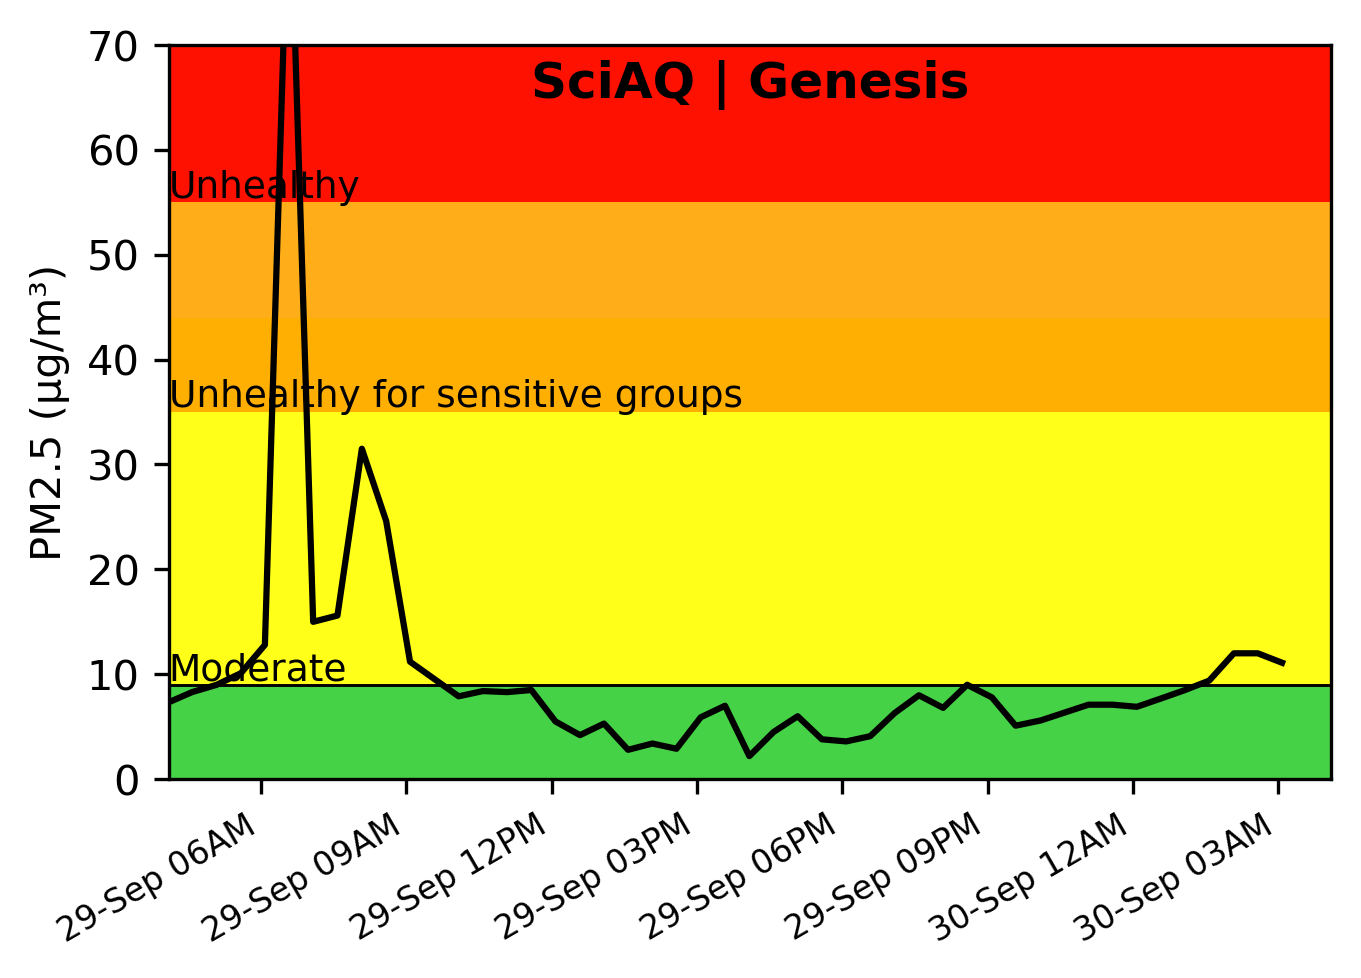 SciAQ | Genesis
PM2.5 (µg/m³)
70
60
50
40
30
20
10
0
Unhealthy
Unhealthy for sensitive groups
Moderate
29-Sep 06AM
29-Sep 09AM
29-Sep 12PM
29-Sep 03PM
29-Sep 06PM
29-Sep 09PM
30-Sep 12AM
30-Sep 03AM